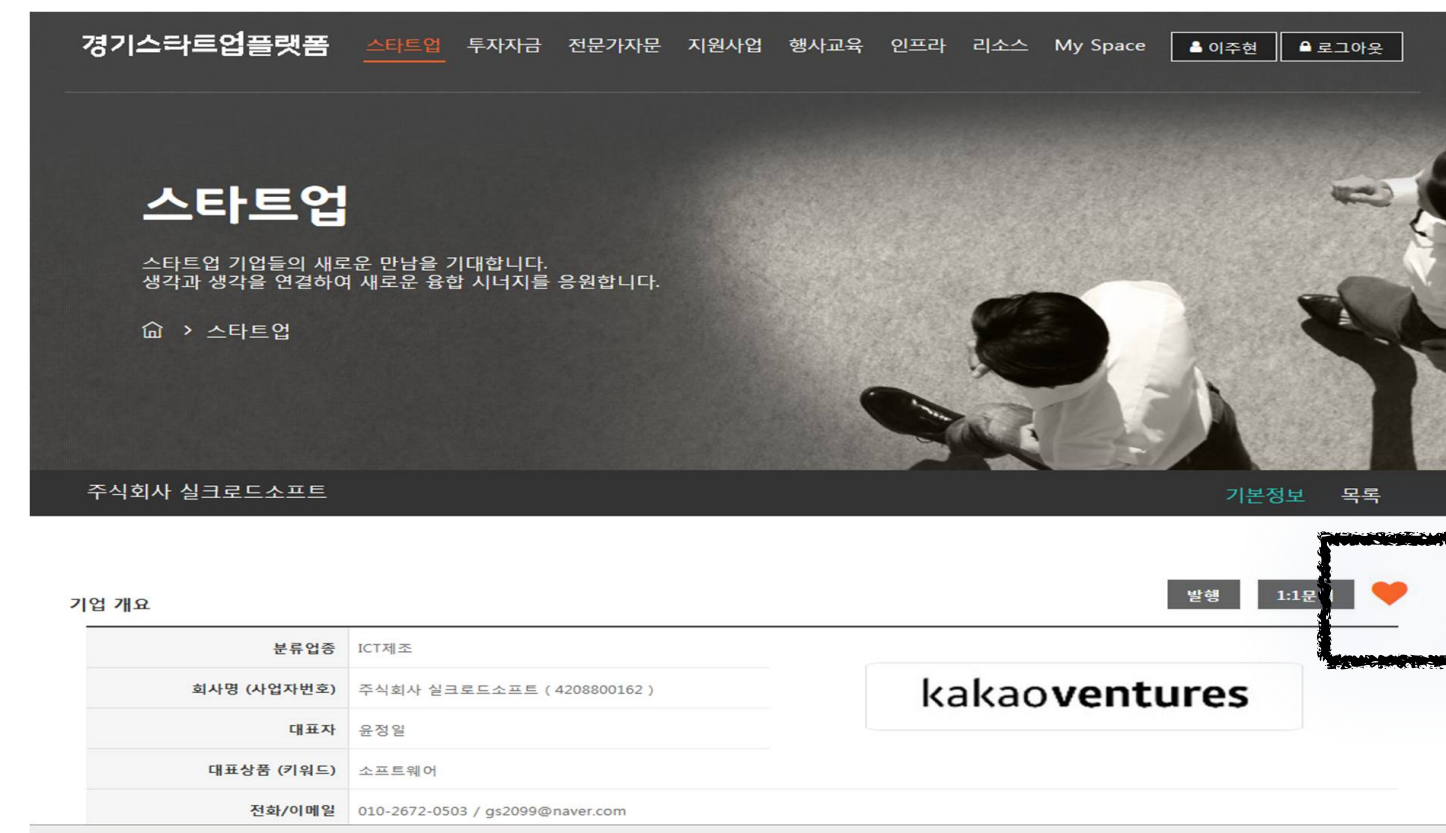 경기스타트업플랫폼 스타트업 투자자금 전문가자문 지원사업 행사교육 인프라 리소스 My Space 이주현 로그아웃
스타트업
스타트업 기업들의 새로운 만남을 기대합니다.
생각과 생각을 연결하여 새로운 융합 시너지를 응원합니다.
> 스타트업
주식회사 실크로드소프트 기본정보 목록
기업 개요 발행 1:1문
분류업종 ICT제조
회사명 (사업자번호) 주식회사 실크로드소프트 ( 4208800162 )
kakaoventures
대표자 윤정일
대표상품 (키워드) 소프트웨어
전화/이메일 010-2672-0503 / gs2099@naver.com